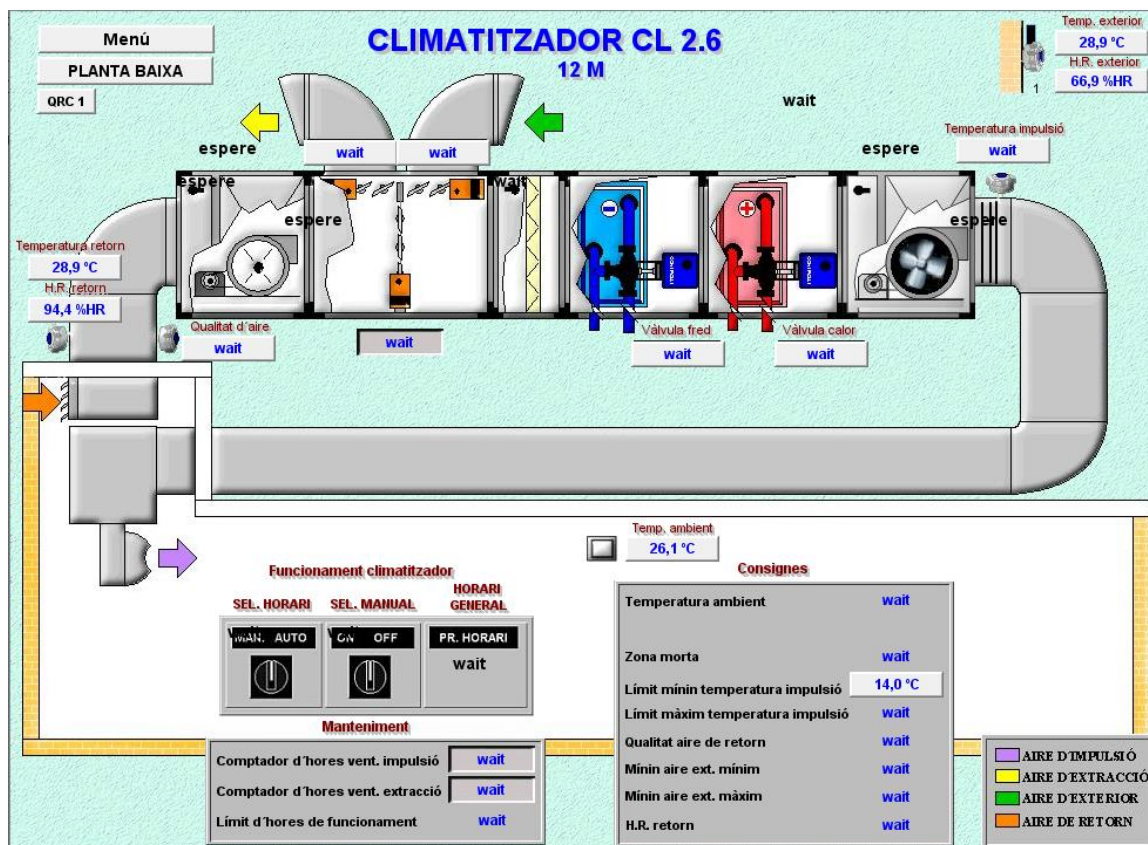 Menú
PLANTA BAIXA
QRC 1
CLIMATITZADOR CL 2.6
12 M
Temp. exterior
28,9 °C
H.R. exterior
66,9 %HR
1
wait
espere
wait
wait
espere
Temperatura impulsió
wait
espere
wait
espere
espere
Temperatura retorn
28,9 °C
H.R. retorn
94,4 %HR
Qualitat d´aire
wait
wait
Vàlvula fred
wait
Vàlvula calor
wait
Temp. ambient
26,1 °C
Funcionament climatitzador
SEL. HORARI
SEL. MANUAL
HORARI
GENERAL
MAN. AUTO
ON OFF
PR. HORARI
wait
Manteniment
Comptador d´hores vent. impulsió wait
Comptador d´hores vent. extracció wait
Límit d´hores de funcionament wait
Consignes
Temperatura ambient wait
Zona morta wait
Límit mínin temperatura impulsió 14,0 °C
Límit màxim temperatura impulsió wait
Qualitat aire de retorn wait
Mínin aire ext. mínim wait
Mínin aire ext. màxim wait
H.R. retorn wait
AIRE D'IMPULSIÓ
AIRE D'EXTRACCIÓ
AIRE D'EXTERIOR
AIRE DE RETORN